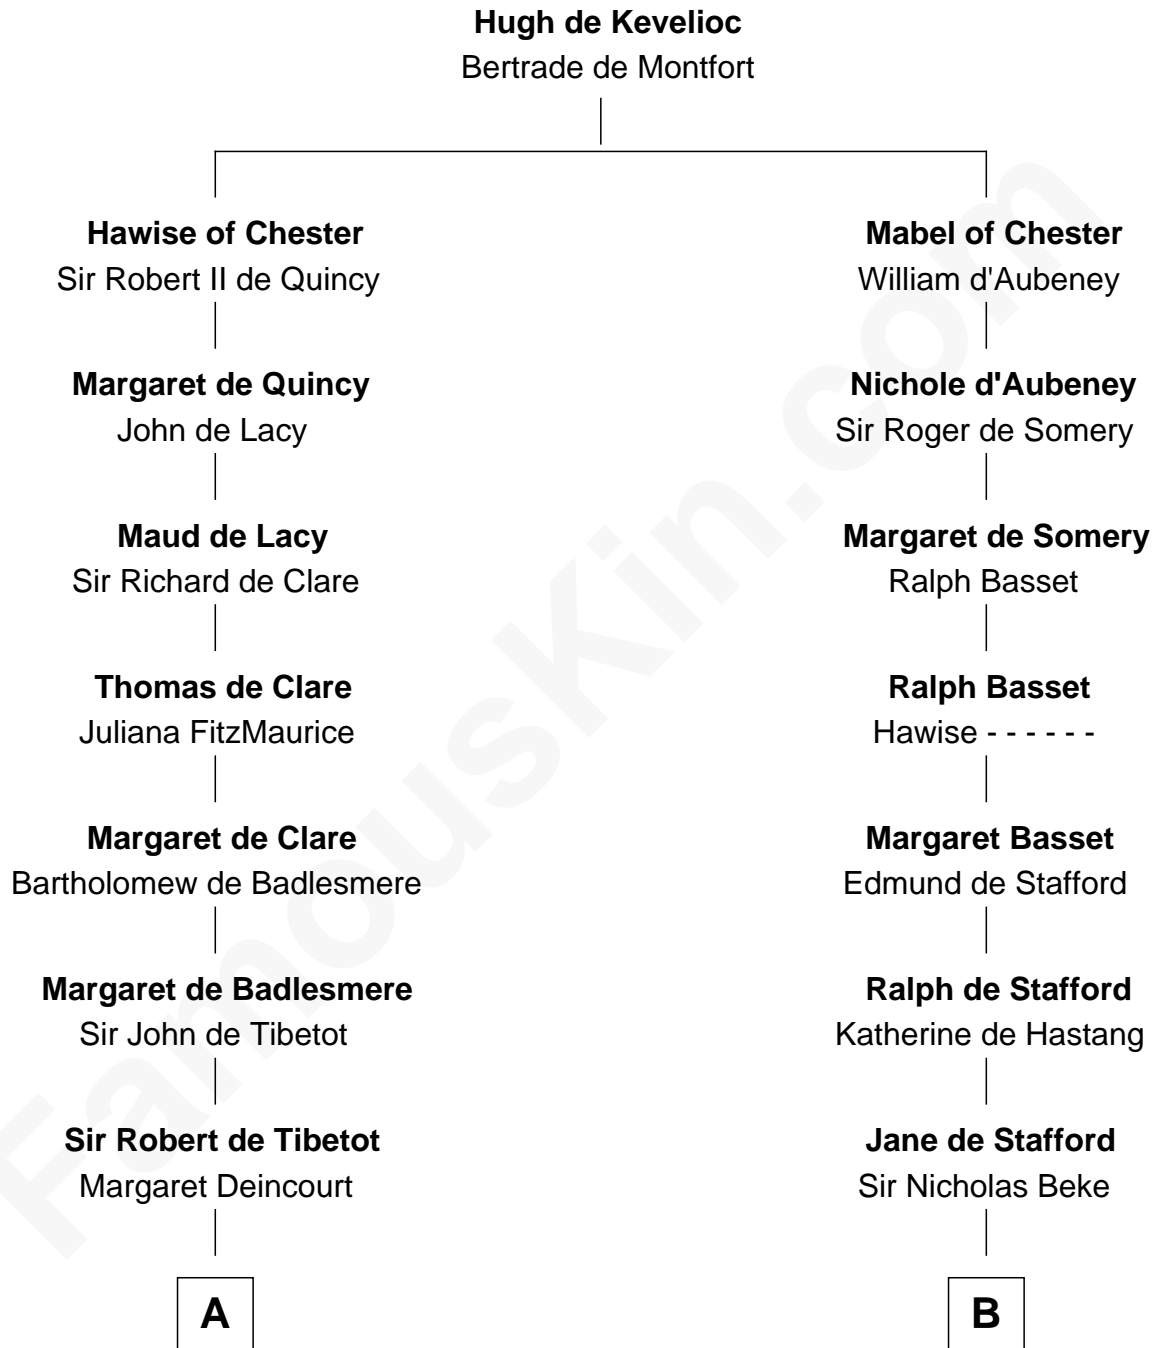 Hugh de Kevelioc
Bertrade de Montfort
Hawise of Chester
Sir Robert II de Quincy
Mabel of Chester
William d'Aubeney
Margaret de Quincy
John de Lacy
Nichole d'Aubeney
Sir Roger de Somery
Maud de Lacy
Sir Richard de Clare
Margaret de Somery
Ralph Basset
Thomas de Clare
Juliana FitzMaurice
Ralph Basset
Hawise - - - - - -
Margaret de Clare
Bartholomew de Badlesmere
Margaret Basset
Edmund de Stafford
Margaret de Badlesmere
Sir John de Tibetot
Ralph de Stafford
Katherine de Hastang
Sir Robert de Tibetot
Margaret Deincourt
Jane de Stafford
Sir Nicholas Beke
A
B
FamousKin.com